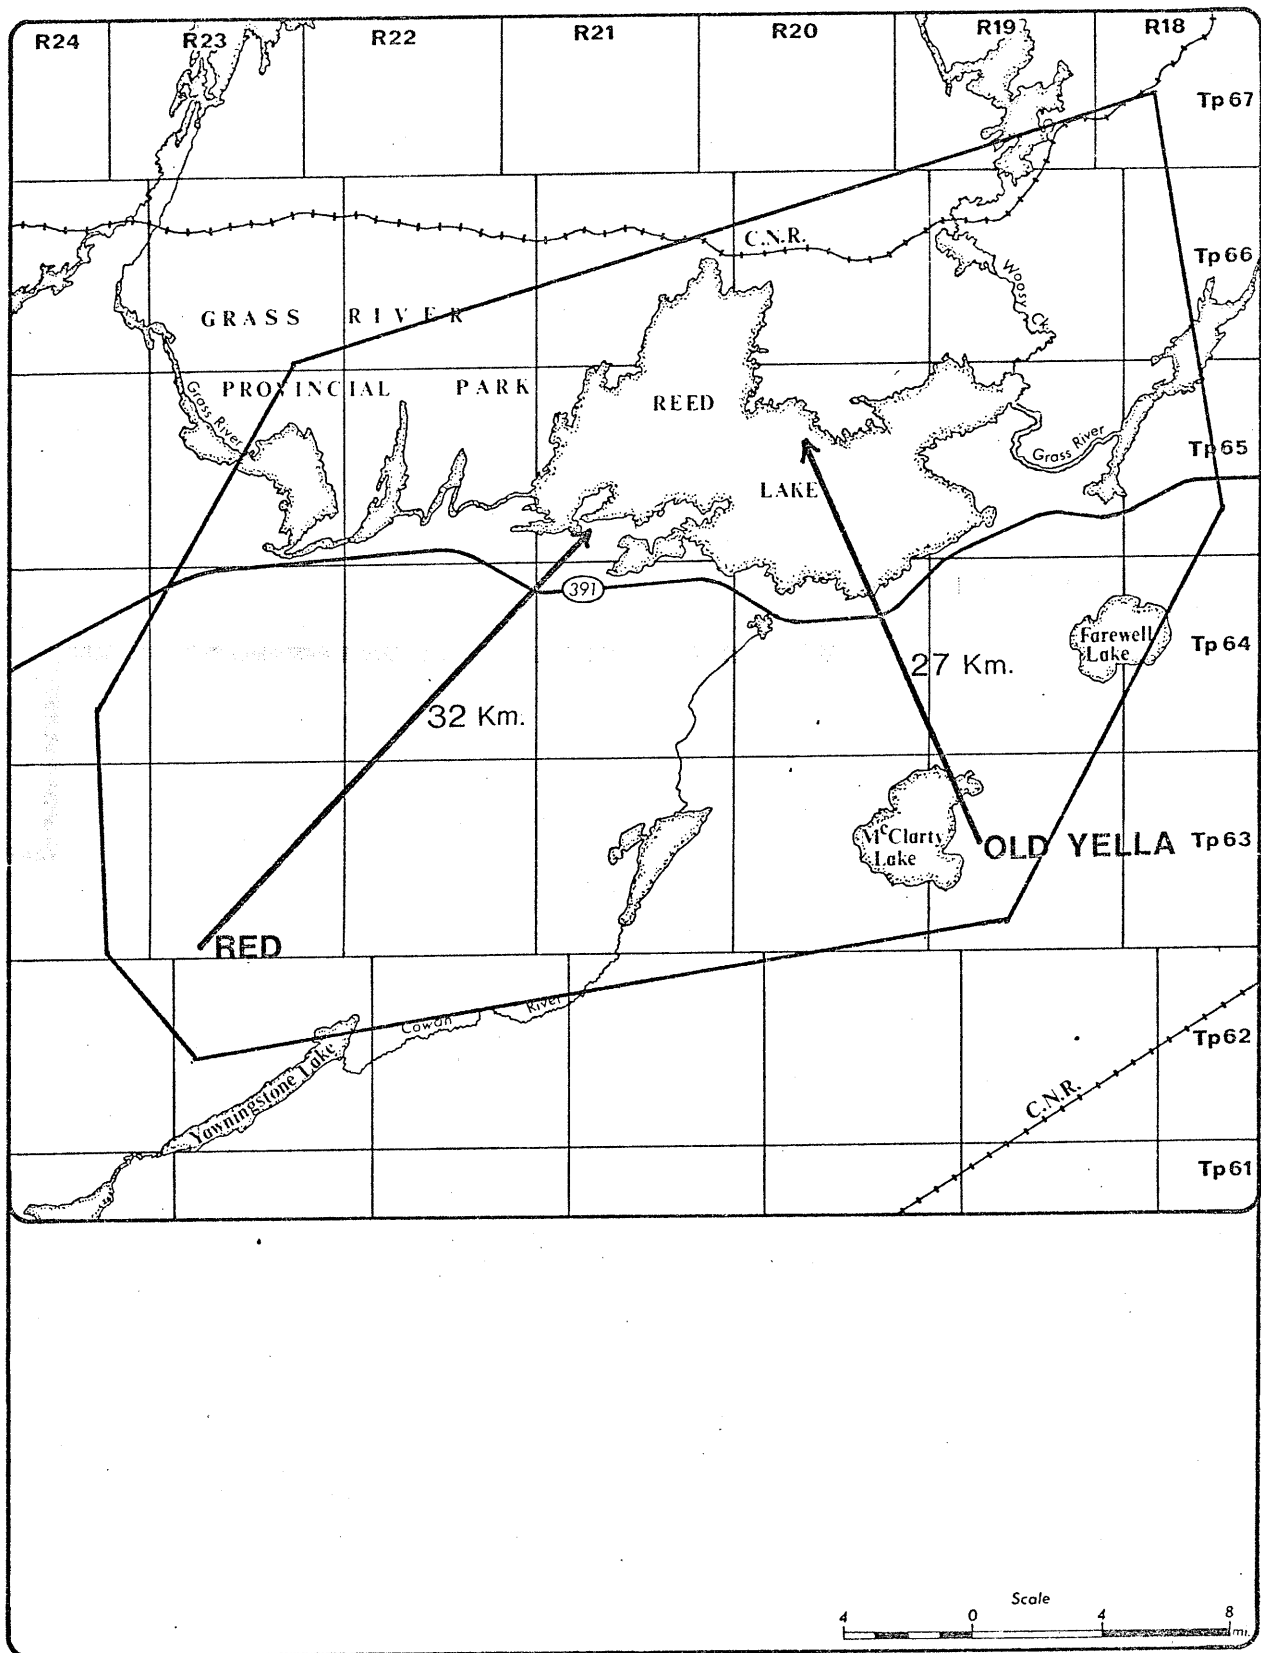 R24 R23 R22 R21 R20 R19 R18
Tp 67
C.N.R.
Tp 66
Woosy Cr.
GRASS RIVER
PROVINCIAL PARK
Grass River
REED
LAKE
Grass River
Tp 65
391
Farewell
Lake
Tp 64
27 Km.
32 Km.
McClarty
Lake
OLD YELLA
Tp 63
RED
Cowan River
Yawningstone Lake
Tp 62
C.N.R.
Tp 61
Scale
4 0 4 8
mi.